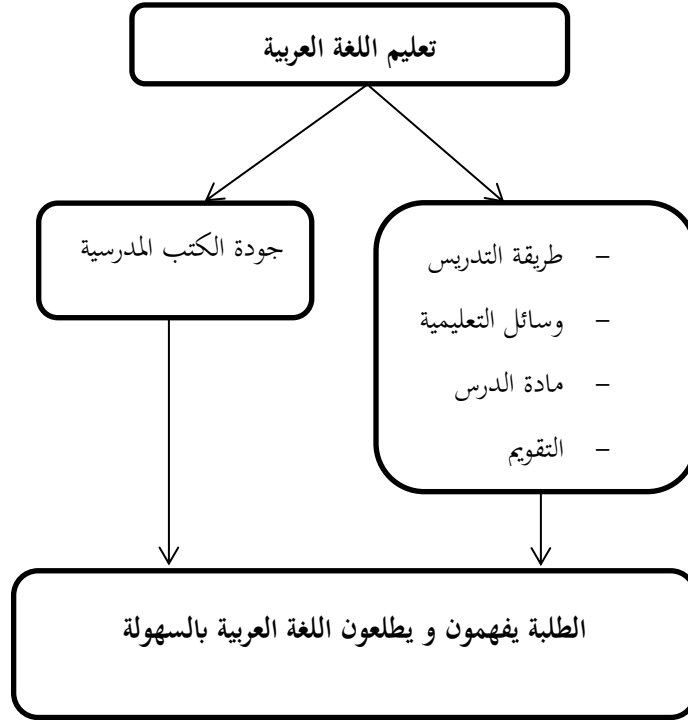 تعليم اللغة العربية
جودة الكتب المدرسية
– طريقة التدريس
– وسائل التعليمية
– مادة الدرس
– التقويم
الطلبة يفهمون و يطلعون اللغة العربية بالسهولة